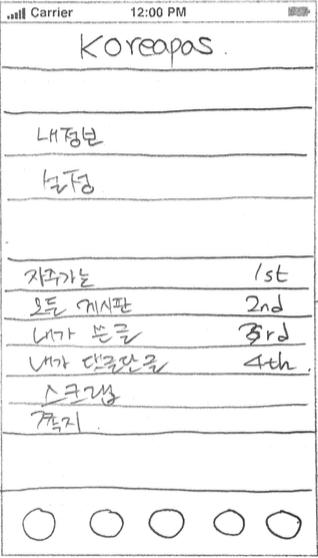 Carrier 12:00 PM
Koreapas.
내정보
설정
자주가는 1st
모든 게시판 2nd
내가 쓴글 3rd
내가 댓글단글 4th.
스크랩
쪽지